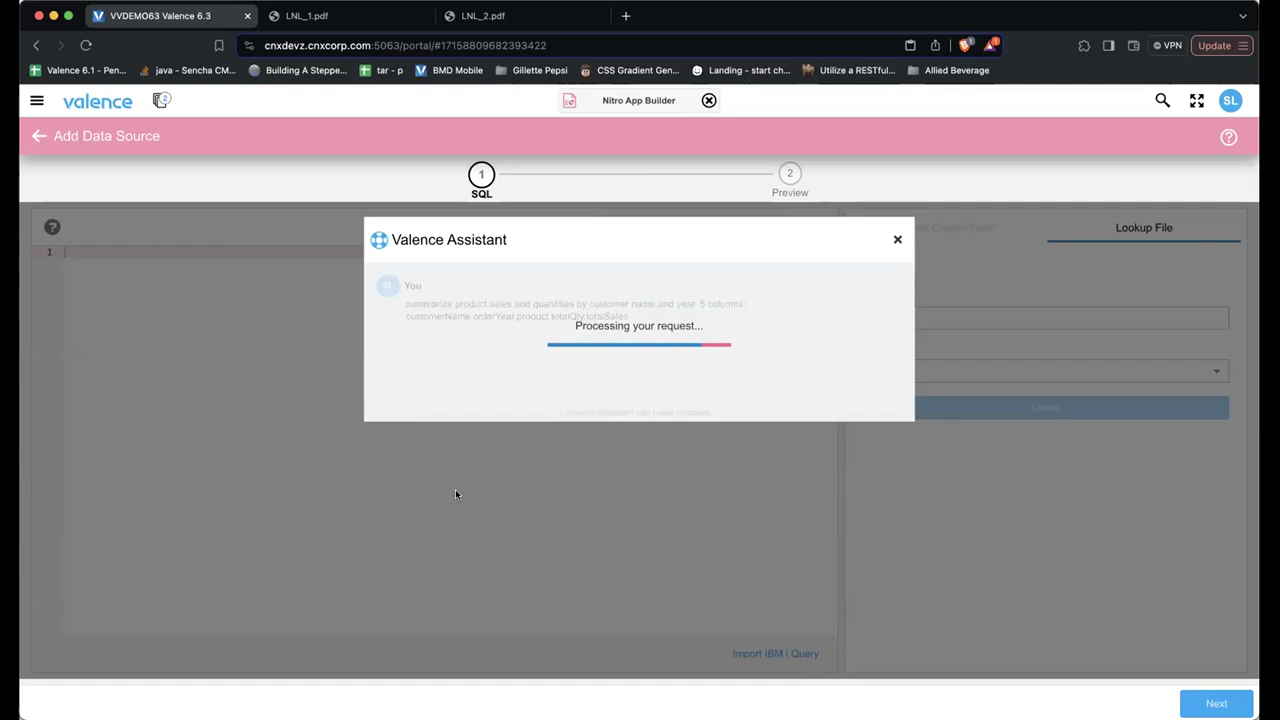 VVDEMO63 Valence 6.3
LNL_1.pdf
LNL_2.pdf
cnxdevz.cnxcorp.com:5063/portal/#17158809682393422
VPN
Update
Valence 6.1 - Pen...
java - Sencha CM...
Building A Steppe...
tar - p
BMD Mobile
Gillette Pepsi
CSS Gradient Gen...
Landing - start ch...
Utilize a RESTful...
Allied Beverage
valence
2
Nitro App Builder
SL
Add Data Source
1
SQL
2
Preview
Lookup File
1
Valence Assistant
SL
You
summarize product sales and quantities by customer name and year. 5 columns:
customerName,orderYear,product,totalQty,totalSales
Processing your request...
Valence Assistant can make mistakes
Lookup
Import IBM i Query
Next